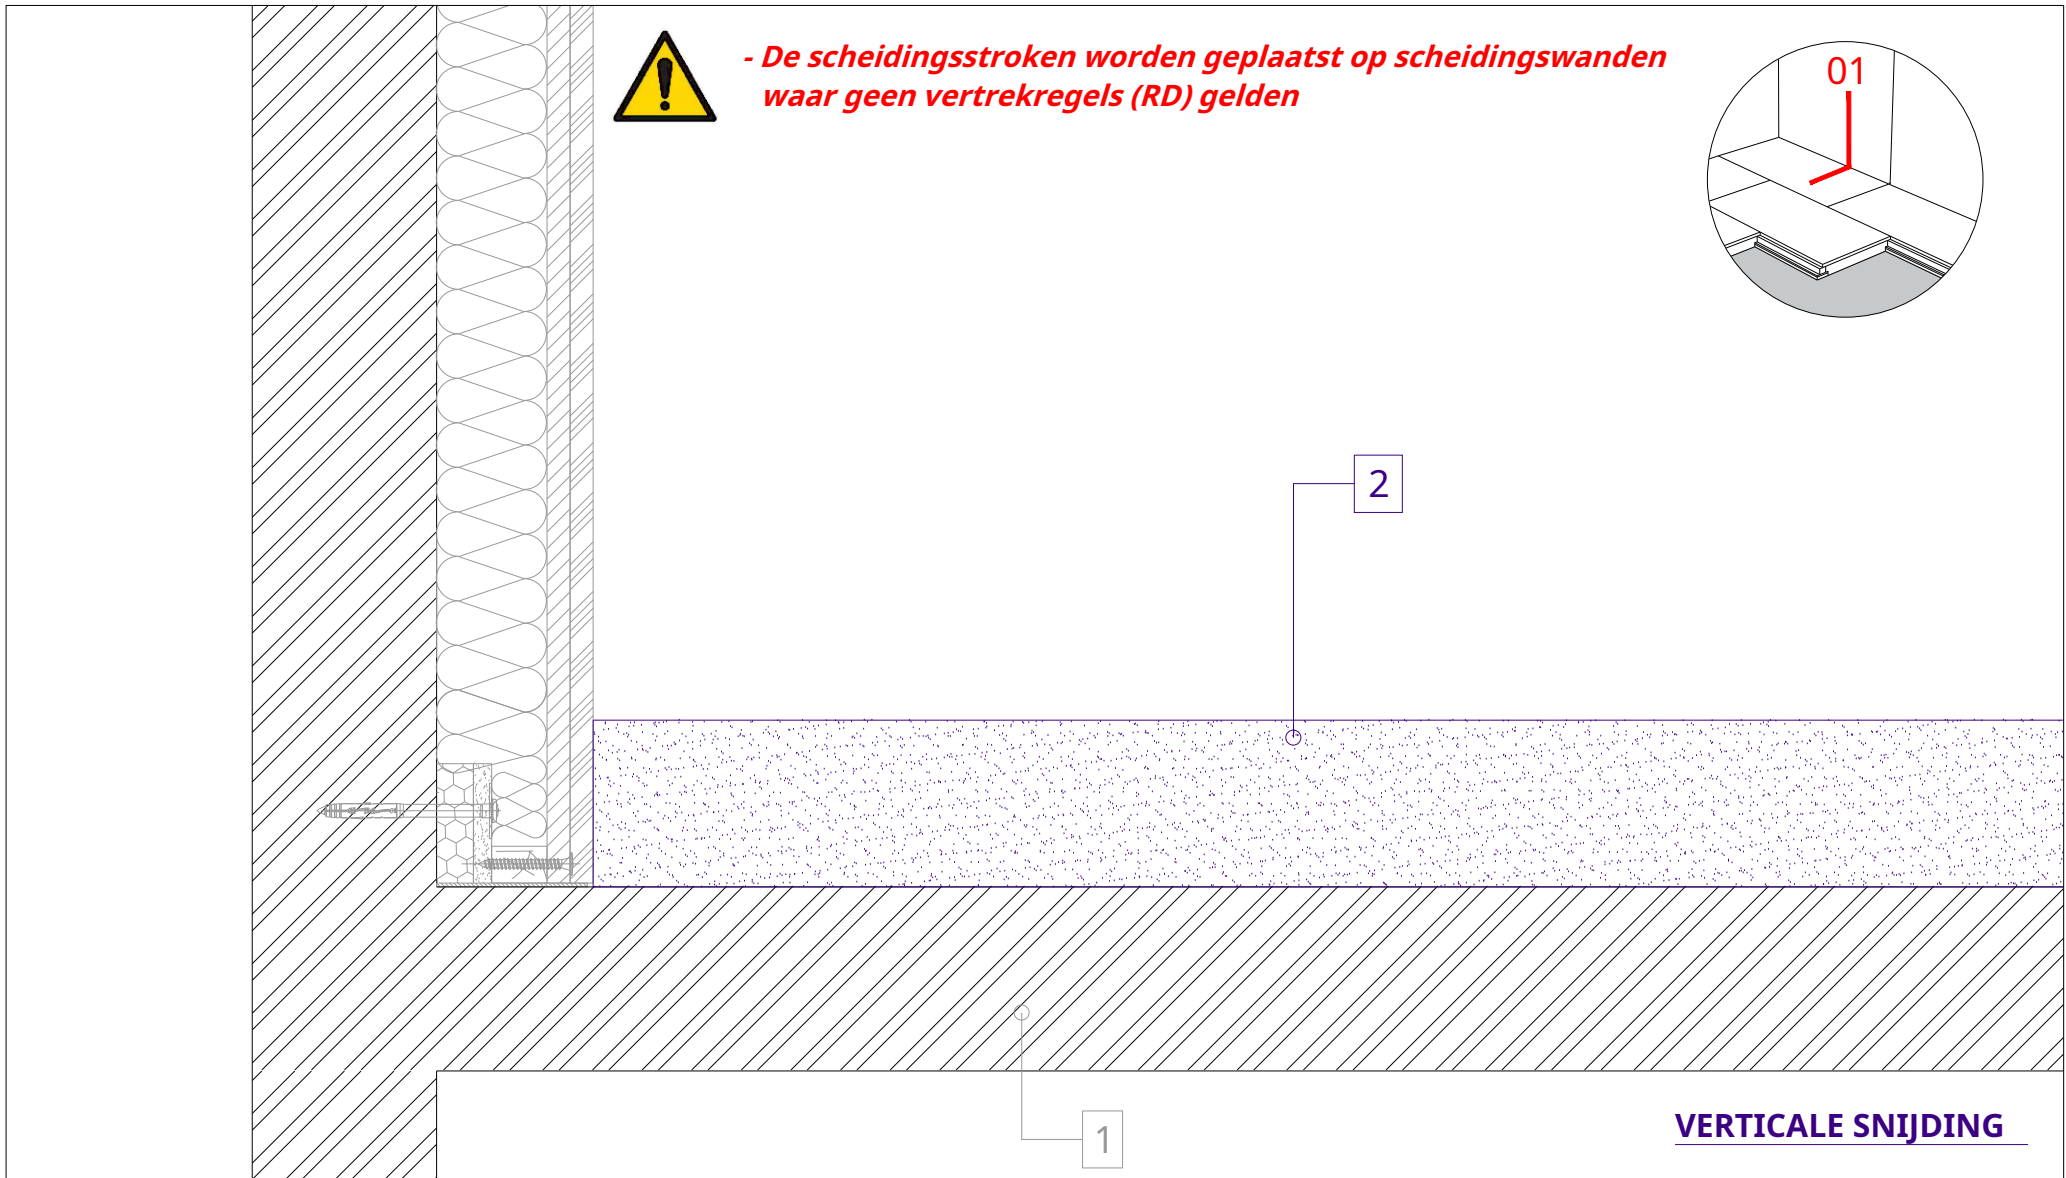 - De scheidingsstroken worden geplaatst op scheidingswanden
waar geen vertrekregels (RD) gelden
01
2
1
VERTICALE SNIJDING